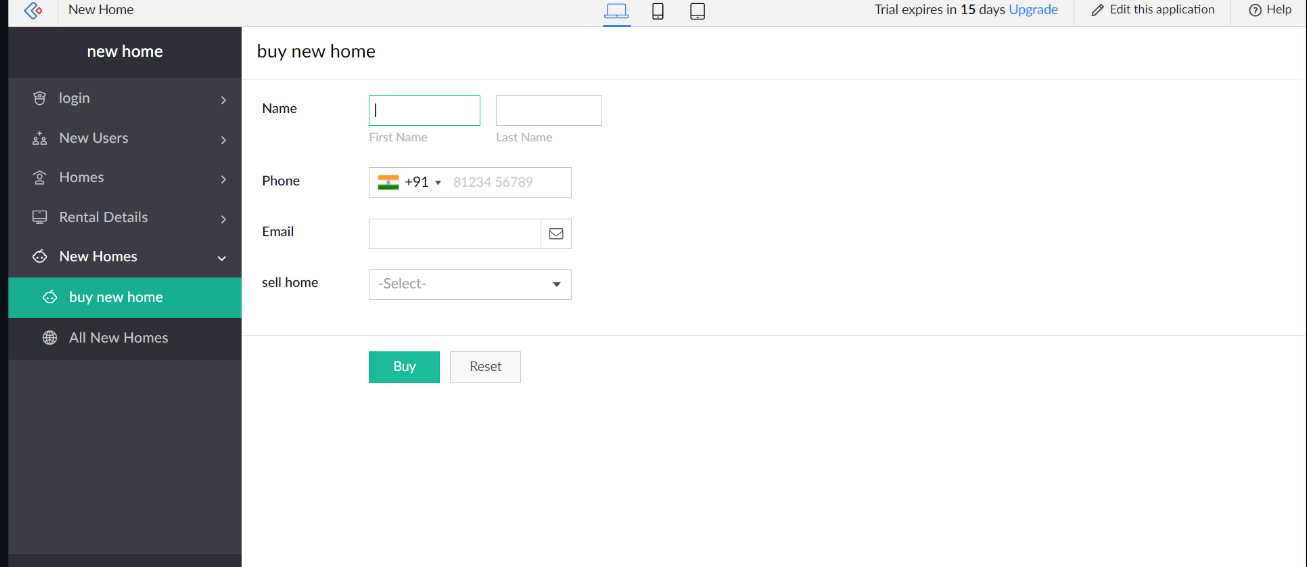 New Home
Trial expires in 15 days Upgrade
Edit this application
Help
new home
login
New Users
Homes
Rental Details
New Homes
buy new home
All New Homes
buy new home
Name
First Name
Last Name
Phone
+91
81234 56789
Email
sell home
-Select-
Buy
Reset